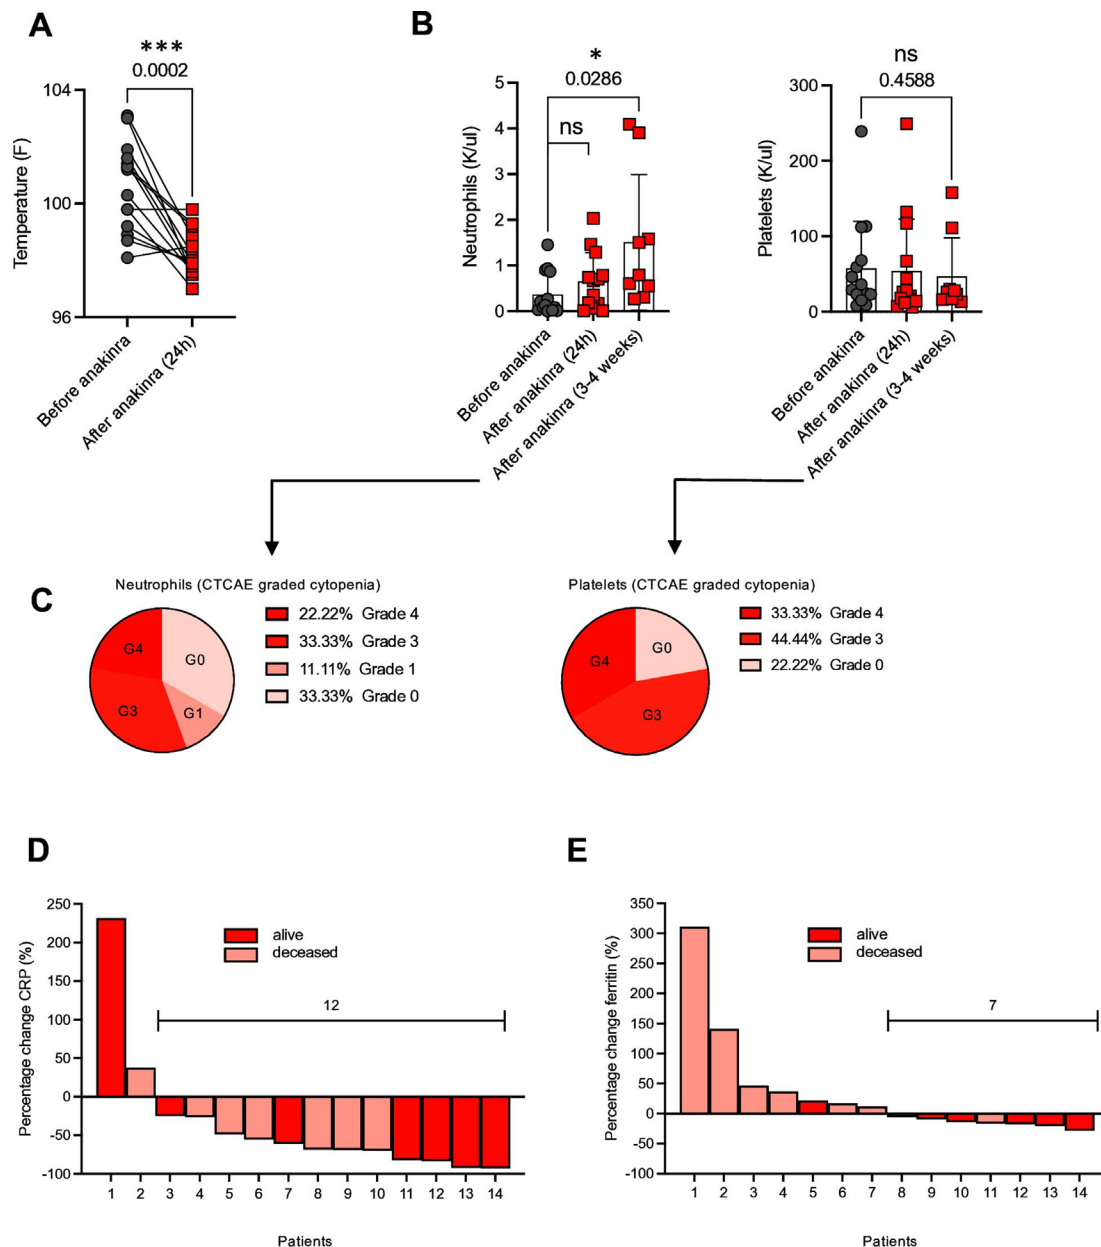 A
***
0.0002
104
100
96
Temperature (F)
Before anakinra
After anakinra (24h)
B
*
0.0286
ns
5
4
3
2
1
0
Neutrophils (K/ul)
Before anakinra
After anakinra (24h)
After anakinra (3-4 weeks)
ns
0.4588
300
200
100
0
Platelets (K/ul)
Before anakinra
After anakinra (24h)
After anakinra (3-4 weeks)
C
Neutrophils (CTCAE graded cytopenia)
G4
G0
G3
G1
22.22% Grade 4
33.33% Grade 3
11.11% Grade 1
33.33% Grade 0
Platelets (CTCAE graded cytopenia)
G0
G4
G3
33.33% Grade 4
44.44% Grade 3
22.22% Grade 0
D
250
200
150
100
50
0
-50
-100
Percentage change CRP (%)
alive
deceased
12
1 2 3 4 5 6 7 8 9 10 11 12 13 14
Patients
E
350
300
250
200
150
100
50
0
-50
-100
Percentage change ferritin (%)
alive
deceased
7
1 2 3 4 5 6 7 8 9 10 11 12 13 14
Patients